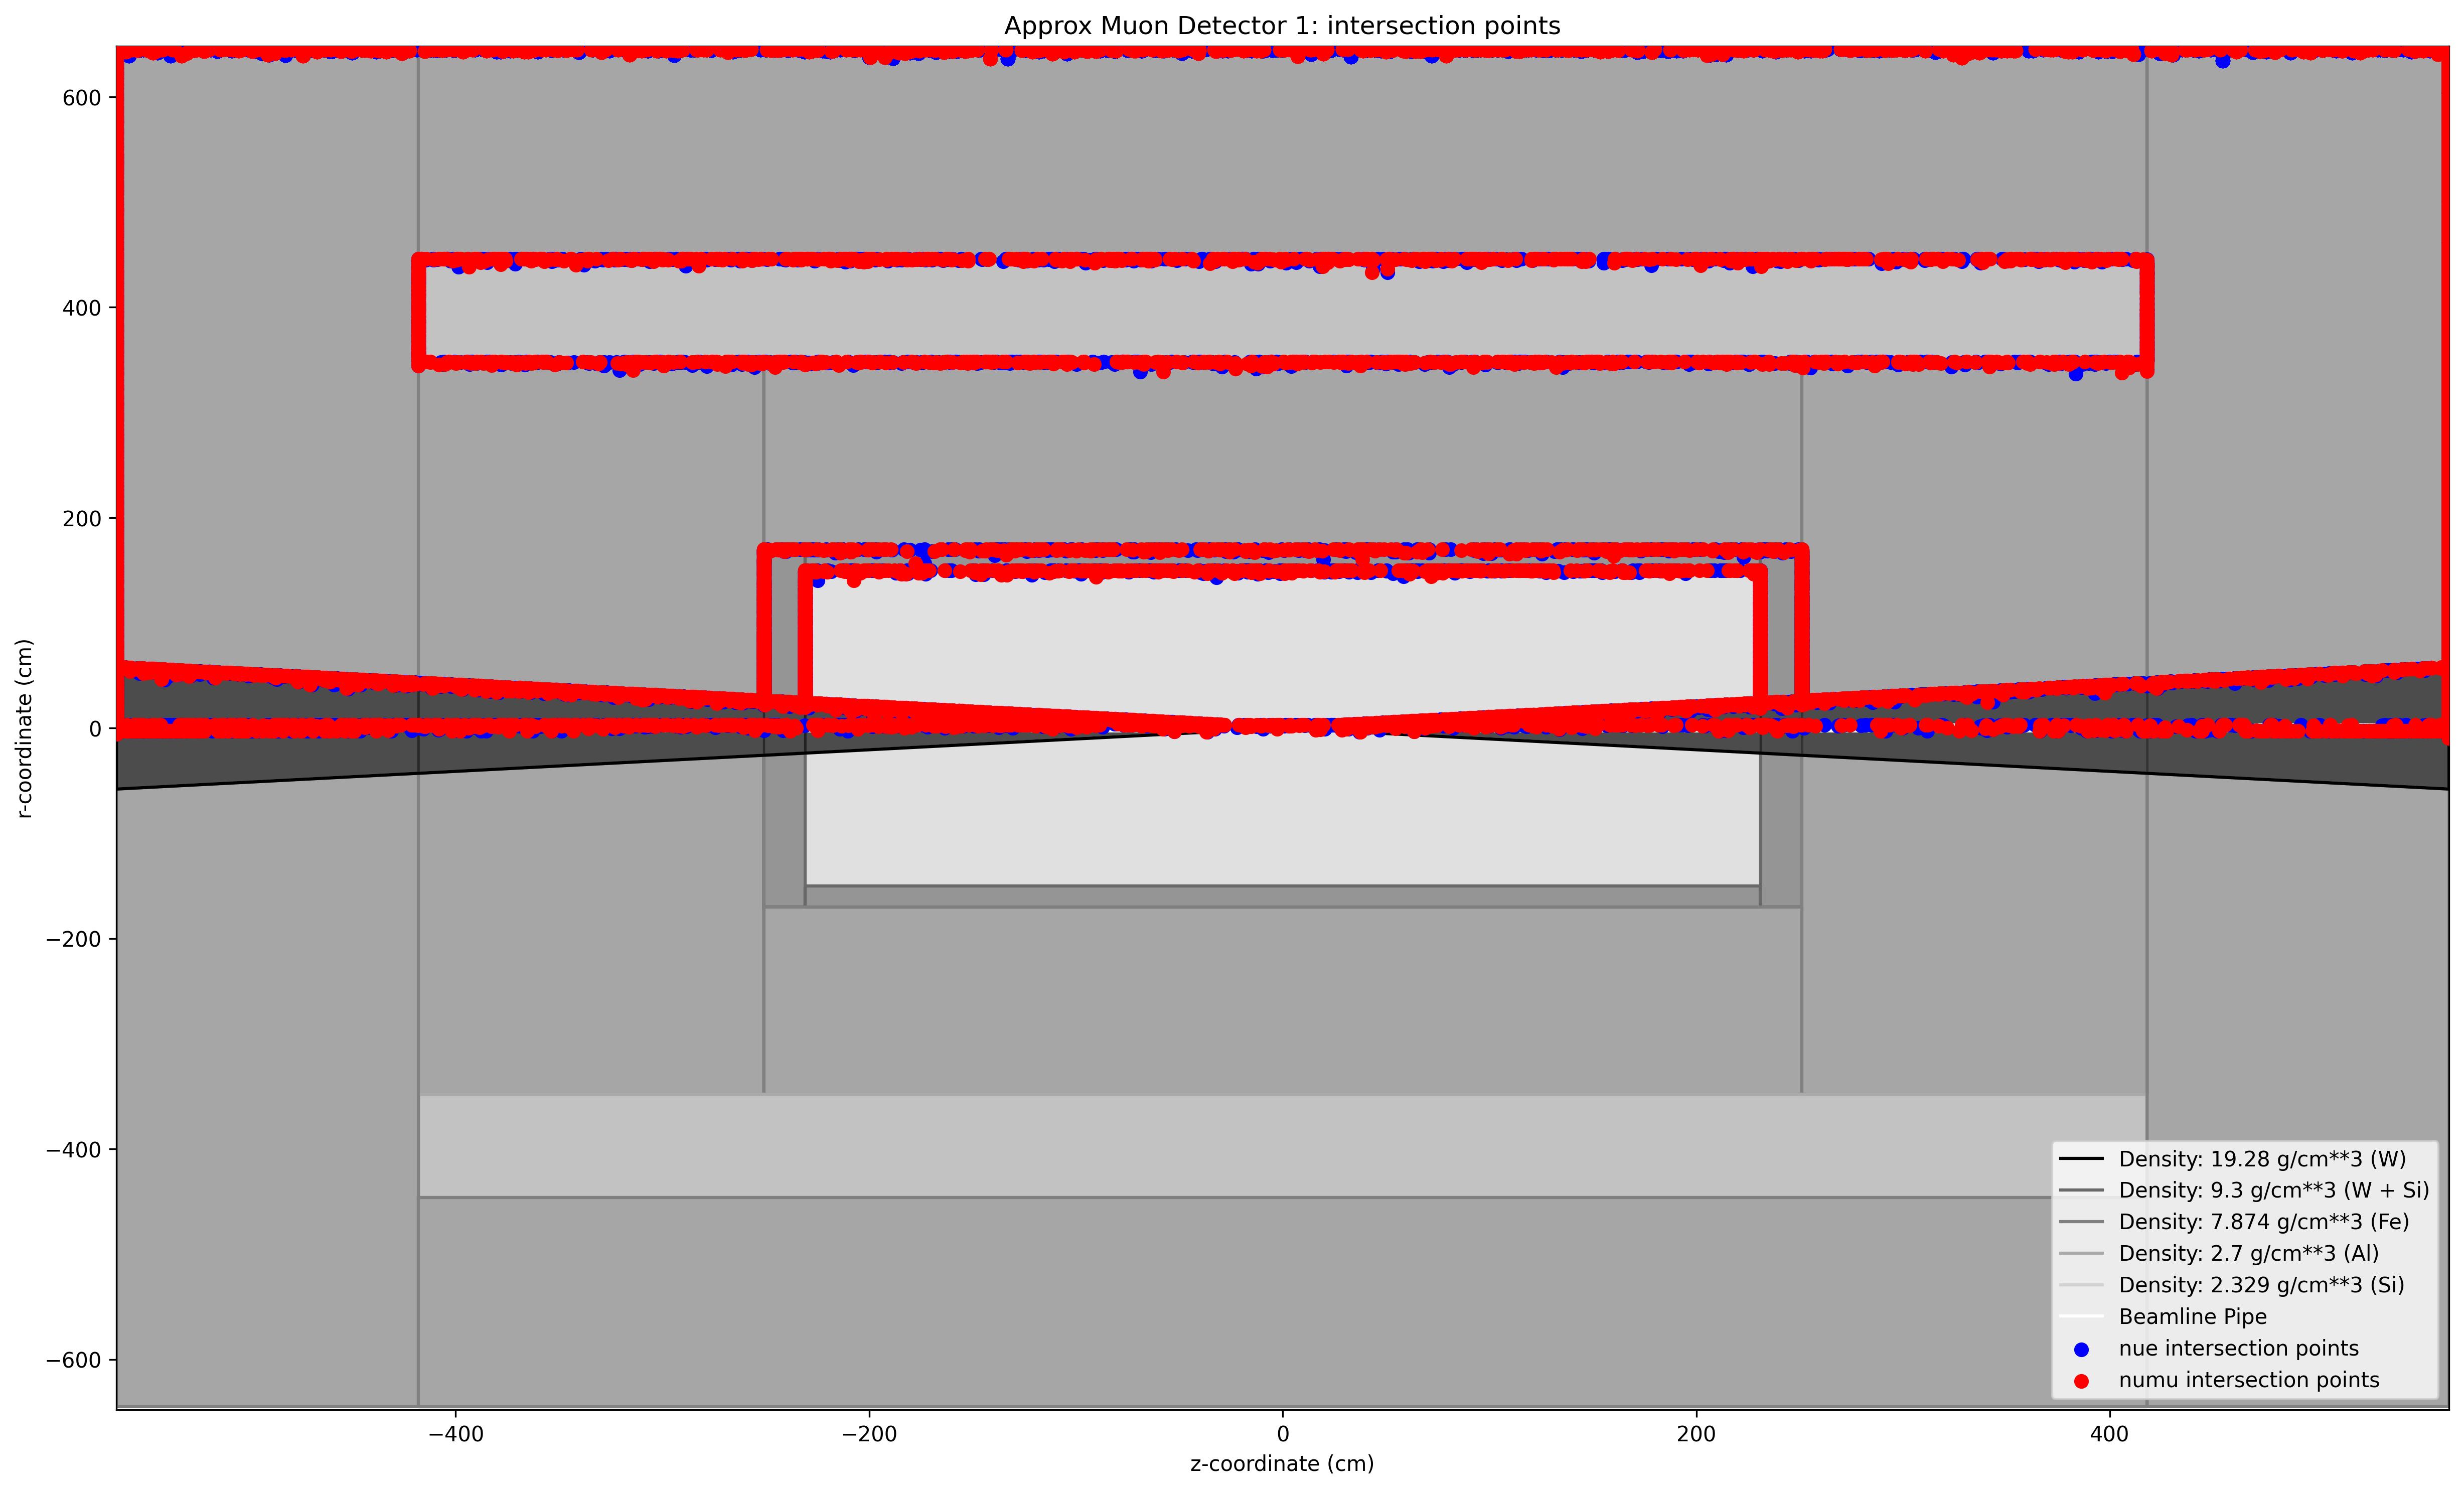 Approx Muon Detector 1: intersection points
r-coordinate (cm)
600
400
200
0
−200
−400
−600
−400
−200
0
200
400
z-coordinate (cm)
Density: 19.28 g/cm**3 (W)
Density: 9.3 g/cm**3 (W + Si)
Density: 7.874 g/cm**3 (Fe)
Density: 2.7 g/cm**3 (Al)
Density: 2.329 g/cm**3 (Si)
Beamline Pipe
nue intersection points
numu intersection points